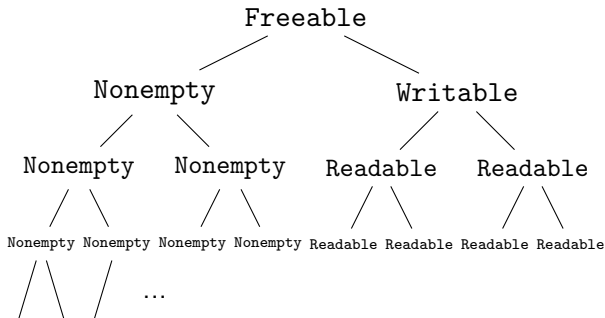 Freeable
Nonempty Writable
Nonempty Nonempty Readable Readable
Nonempty Nonempty Nonempty Nonempty Readable Readable Readable Readable
...